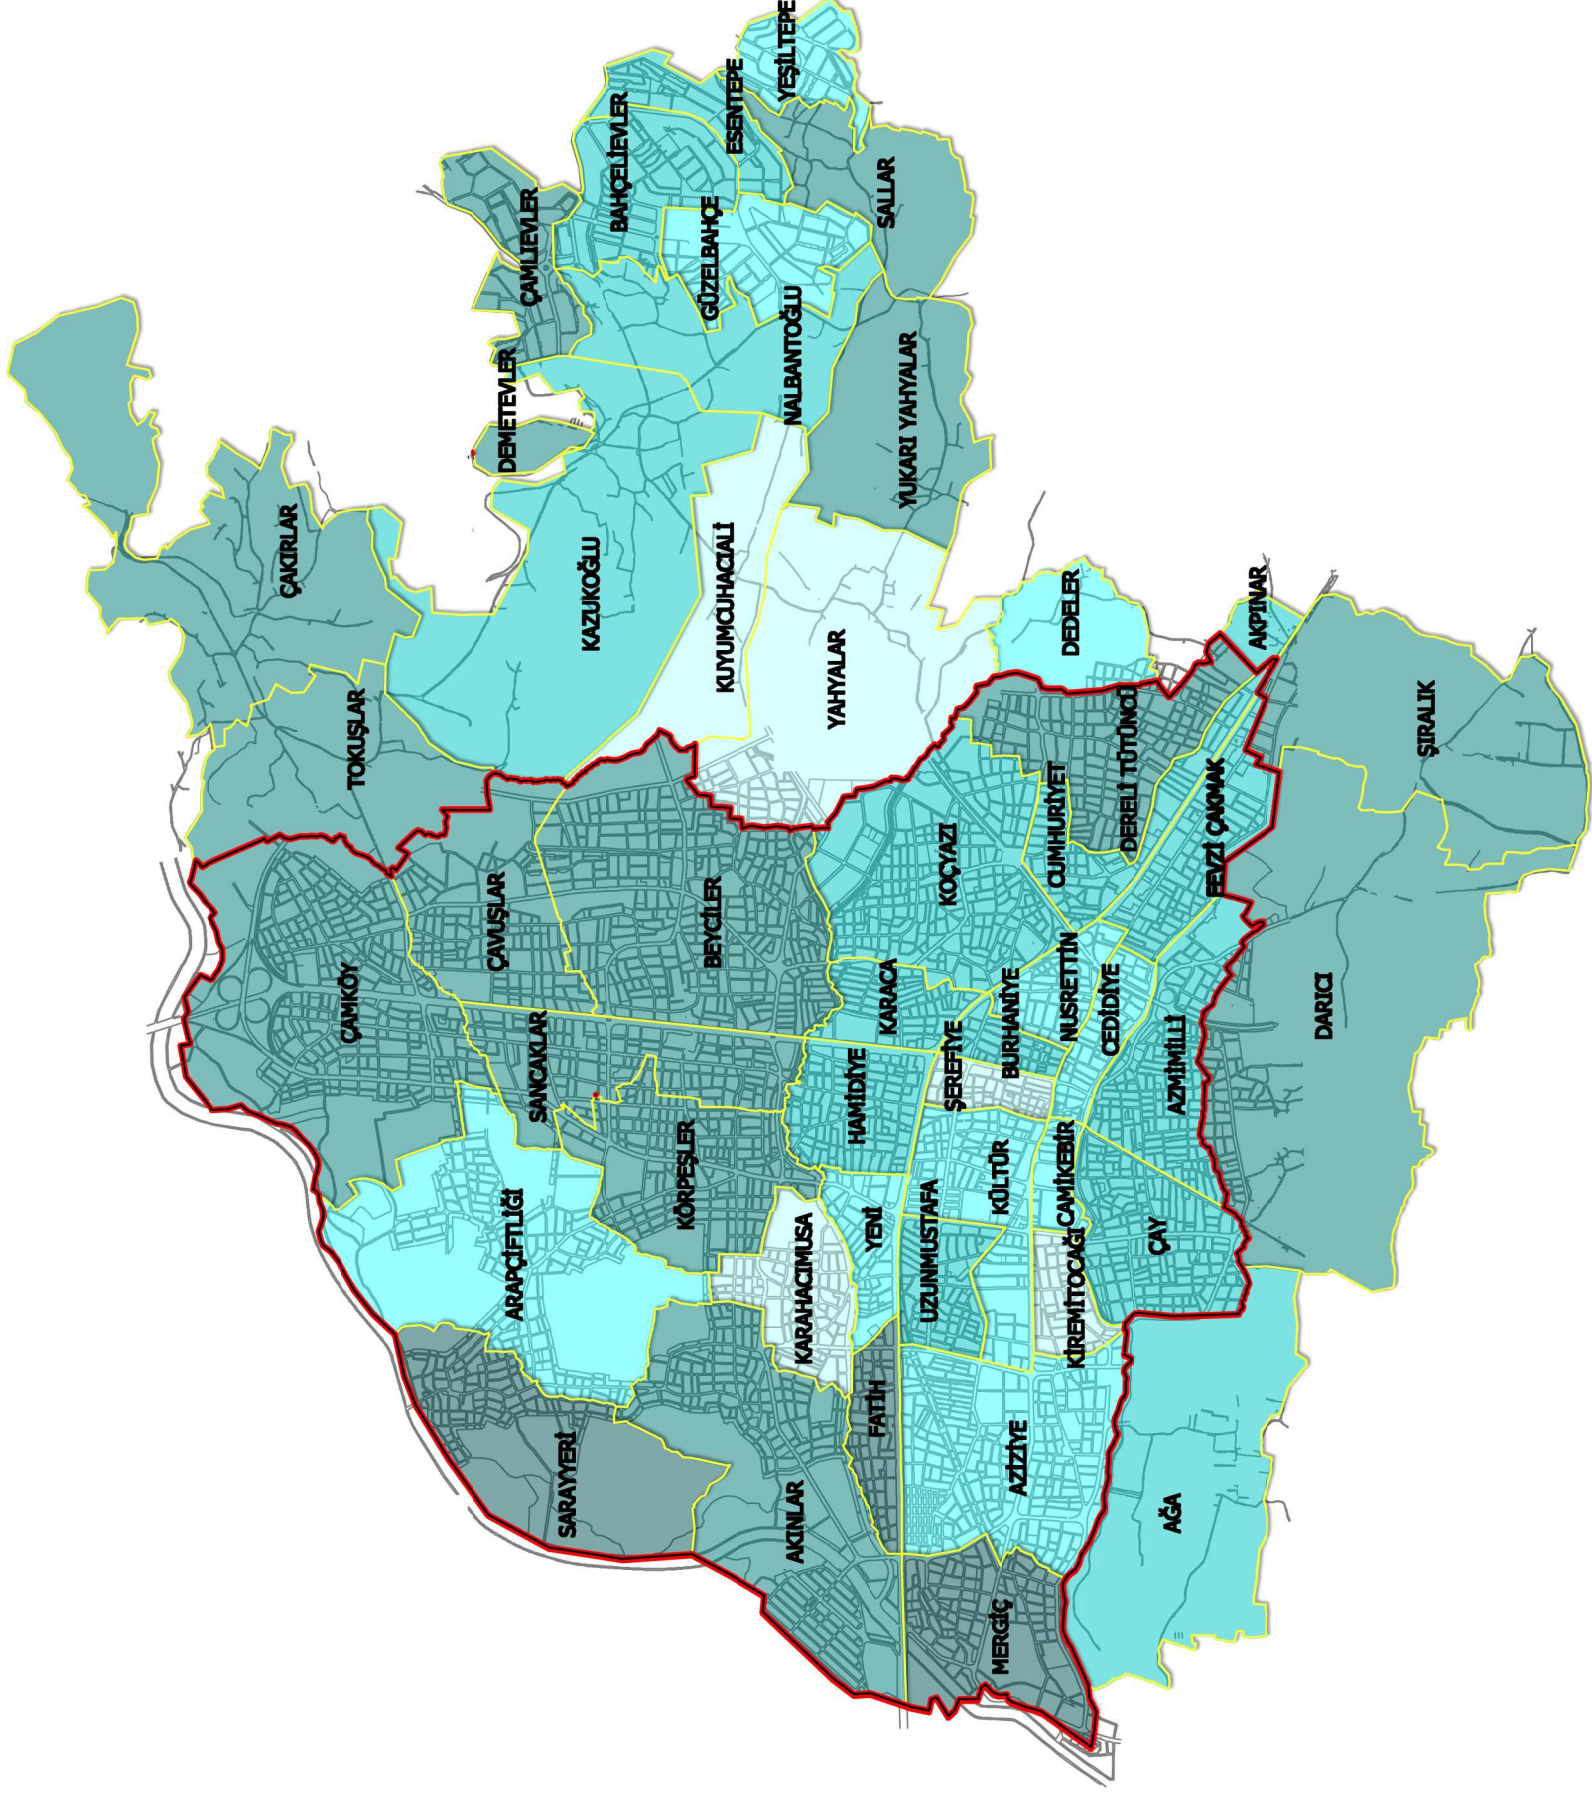 YEŞİLTEPE
ESENTEPE
BAHÇELİEVLER
ÇAMLIEVLER
SALLAR
GÜZELBAHÇE
NALBANTOĞLU
DEMETEVLER
YUKARI YAHYALAR
ÇAKIRLAR
KAZUKOĞLU
KUYUMCUHACIALİ
YAHYALAR
DEDELER
AKPINAR
TOKUŞLAR
DERELİ TÜTÜNCÜ
ŞIRALIK
CUMHURİYET
FEVZİ ÇAKMAK
KOÇYAZI
BEYCİLER
ÇAVUŞLAR
ÇAMKÖY
KARACA
NUSRETTİN
BURHANİYE
CEDİDİYE
DARICI
ŞEREFİYE
SANCAKLAR
HAMİDİYE
AZMİMİLLİ
KÖRPEŞLER
KÜLTÜR
CAMİKEBİR
ARAPÇİFTLİĞİ
YENİ
UZUNMUSTAFA
ÇAY
KARAHACIMUSA
KİREMİTOCAĞI
FATİH
SARAYYERİ
AZİZİYE
AKINLAR
AĞA
MERGİÇ